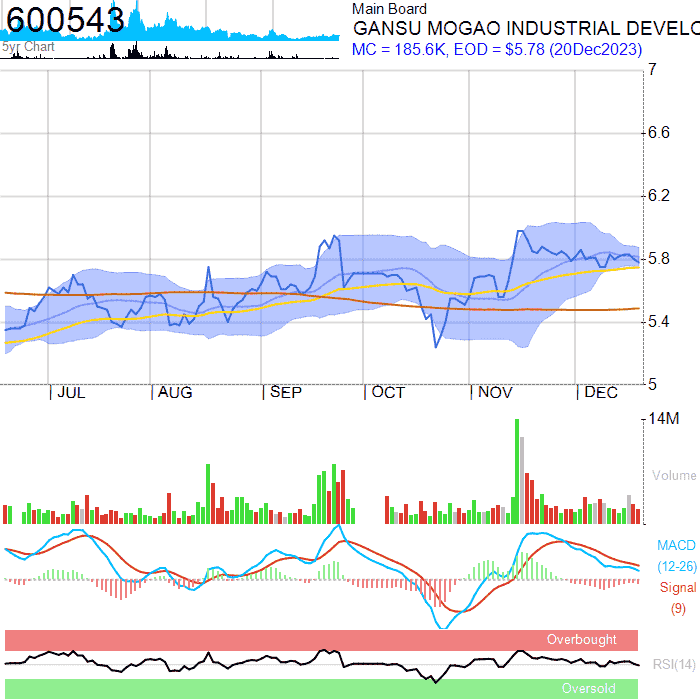 600543
5yr Chart
Main Board
GANSU MOGAO INDUSTRIAL DEVELO
MC = 185.6K, EOD = $5.78 (20Dec2023)
7
6.6
6.2
5.8
5.4
5
JUL AUG SEP OCT NOV DEC
14M
Volume
MACD
(12-26)
Signal
(9)
Overbought
RSI(14)
Oversold